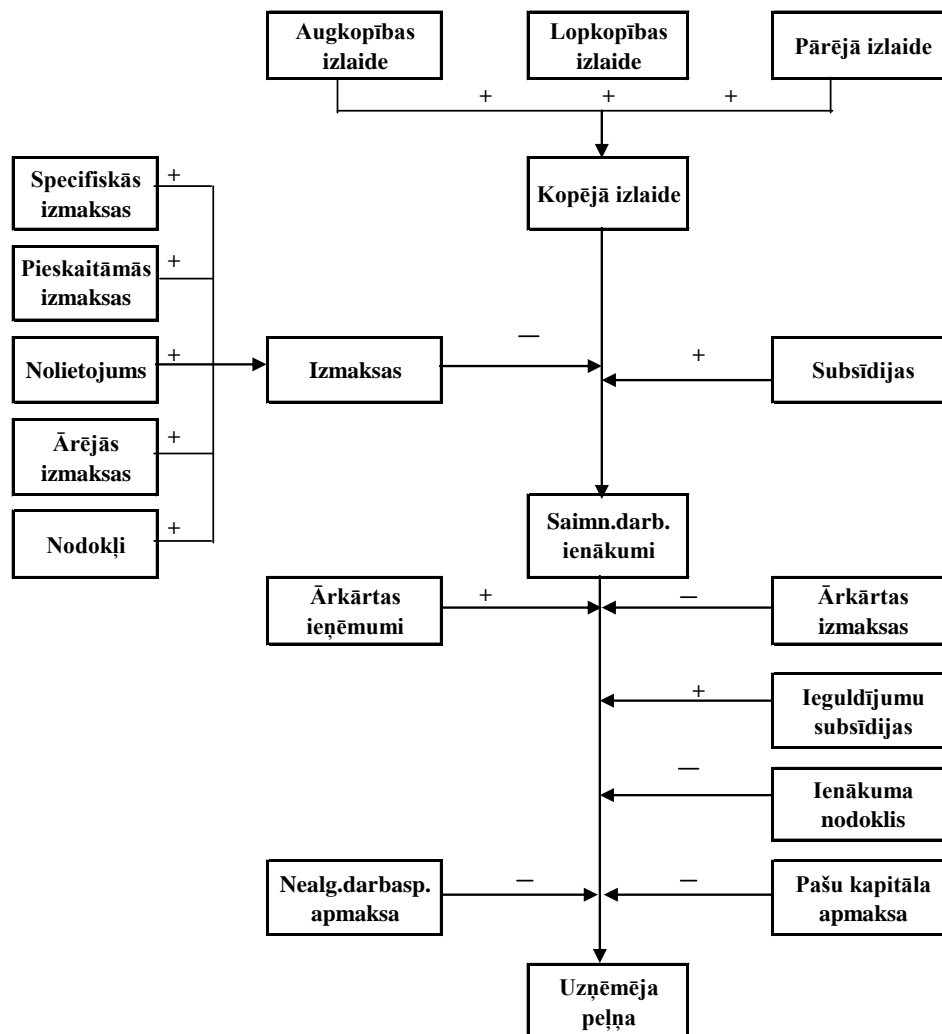 Augkopības
izlaide
Lopkopības
izlaide
Pārējā izlaide
+ + +
Kopējā izlaide
Specifiskās
izmaksas
+
Pieskaitāmās
izmaksas
+
Nolietojums
+
Ārējās
izmaksas
+
Nodokļi
+
Izmaksas
—
+
Subsīdijas
Saimn.darb.
ienākumi
Ārkārtas
ieņēmumi
+
—
Ārkārtas
izmaksas
+
Ieguldījumu
subsīdijas
—
Ienākuma
nodoklis
Nealg.darbasp.
apmaksa
—
—
Pašu kapitāla
apmaksa
Uzņēmēja
peļņa